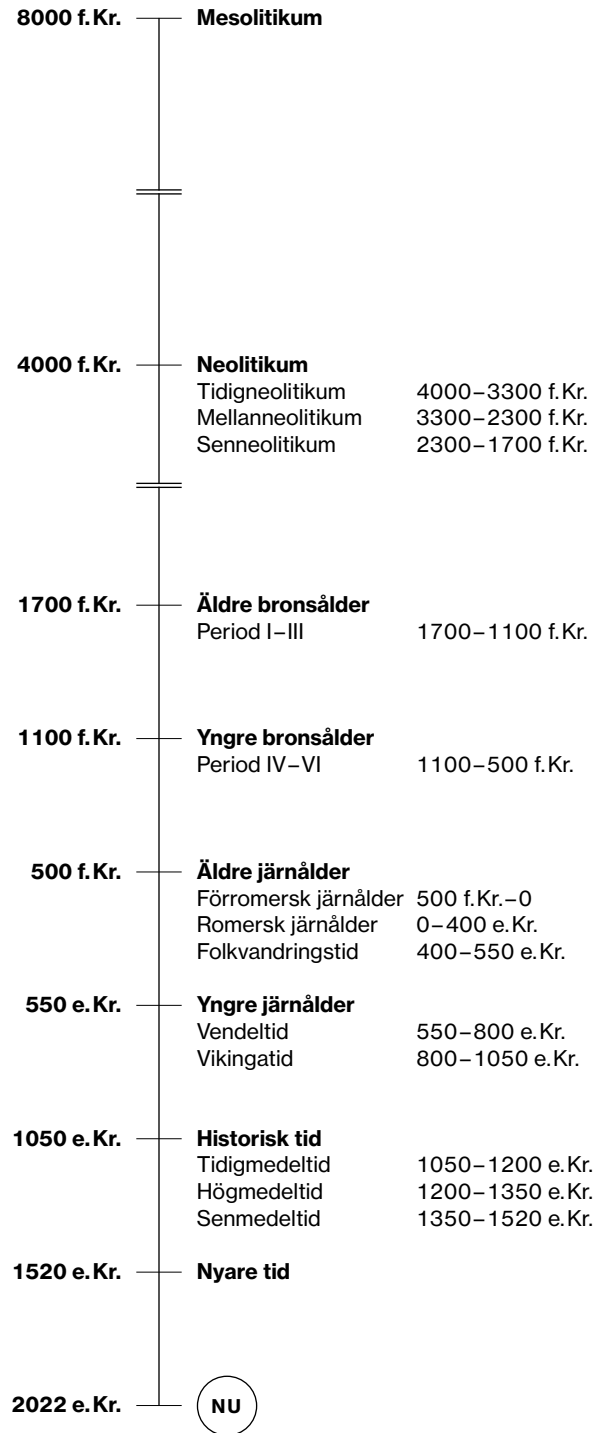 8000 f.Kr. Mesolitikum
4000 f.Kr. Neolitikum
Tidigneolitikum 4000–3300 f.Kr.
Mellanneolitikum 3300–2300 f.Kr.
Senneolitikum 2300–1700 f.Kr.
1700 f.Kr. Äldre bronsålder
Period I–III 1700–1100 f.Kr.
1100 f.Kr. Yngre bronsålder
Period IV–VI 1100–500 f.Kr.
500 f.Kr. Äldre järnålder
Förromersk järnålder 500 f.Kr.–0
Romersk järnålder 0–400 e.Kr.
Folkvandringstid 400–550 e.Kr.
550 e.Kr. Yngre järnålder
Vendeltid 550–800 e.Kr.
Vikingatid 800–1050 e.Kr.
1050 e.Kr. Historisk tid
Tidigmedeltid 1050–1200 e.Kr.
Högmedeltid 1200–1350 e.Kr.
Senmedeltid 1350–1520 e.Kr.
1520 e.Kr. Nyare tid
2022 e.Kr. NU